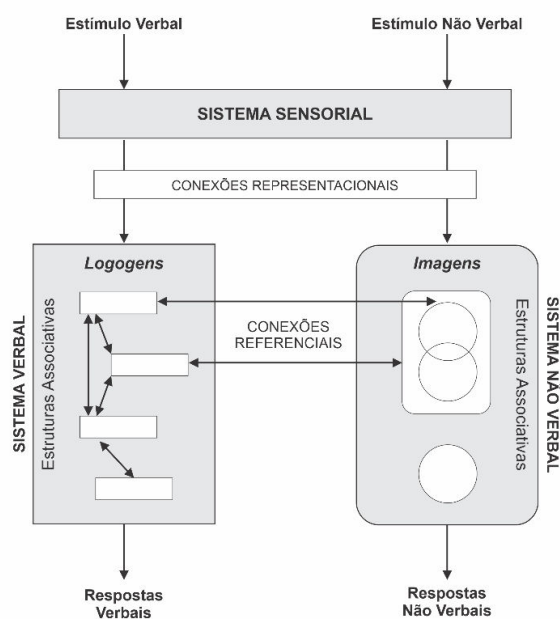 Estímulo Verbal
Estímulo Não Verbal
SISTEMA SENSORIAL
CONEXÕES REPRESENTACIONAIS
SISTEMA VERBAL
Estruturas Associativas
Logogens
CONEXÕES
REFERENCIAIS
Imagens
Estruturas Associativas
SISTEMA NÃO VERBAL
Respostas
Verbais
Respostas
Não Verbais